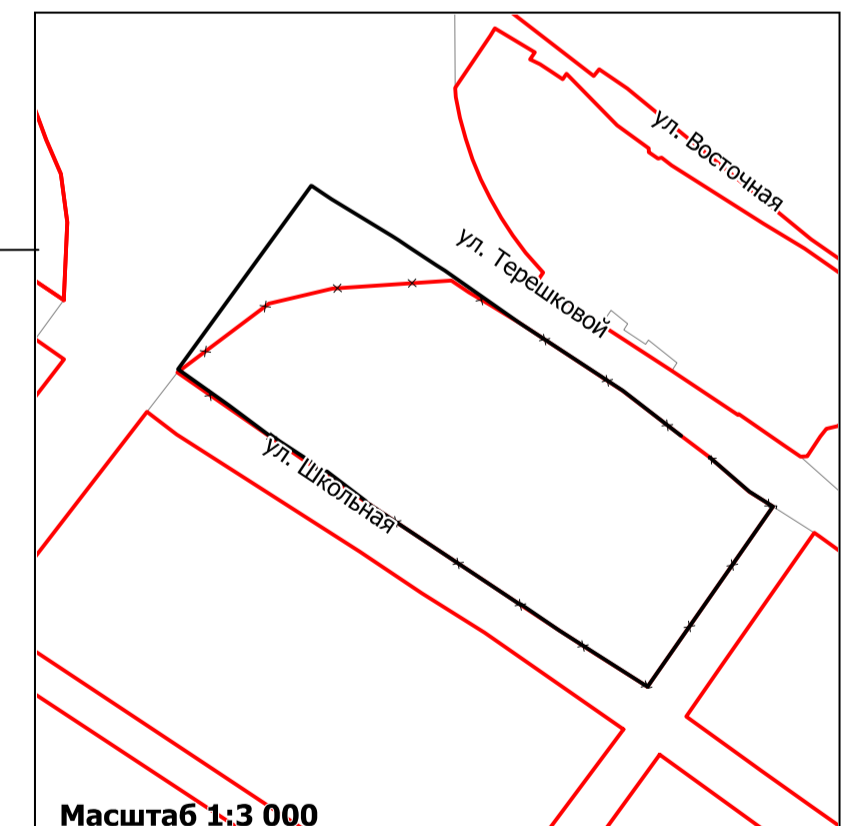 ул. Восточная
ул. Терешковой
ул. Школьная
Масштаб 1:3 000